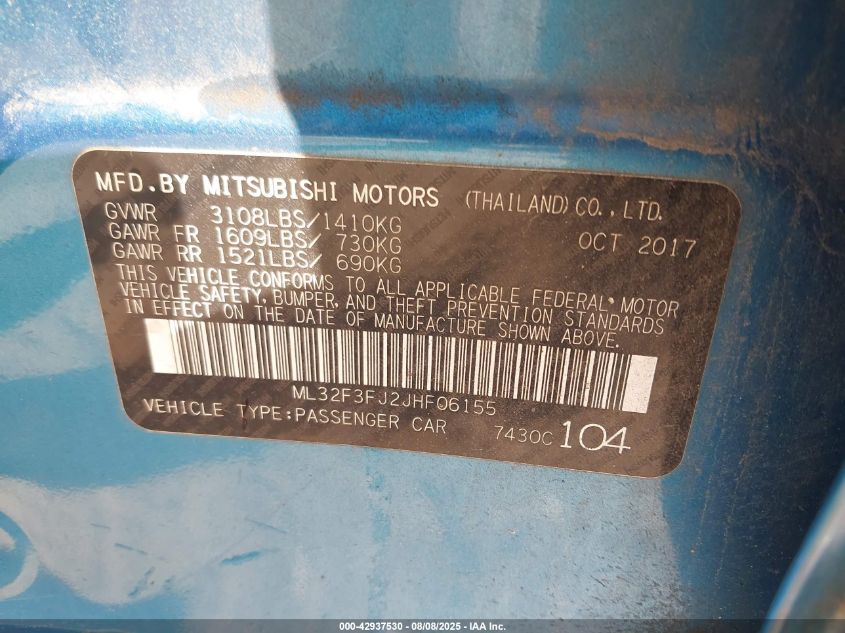 MFD. BY MITSUBISHI MOTORS (THAILAND) CO., LTD.
GVWR 3108LBS/1410KG OCT 2017
GAWR FR 1609LBS/ 730KG
GAWR RR 1521LBS/ 690KG
THIS VEHICLE CONFORMS TO ALL APPLICABLE FEDERAL MOTOR
VEHICLE SAFETY, BUMPER, AND THEFT PREVENTION STANDARDS
IN EFFECT ON THE DATE OF MANUFACTURE SHOWN ABOVE.
ML32F3FJ2JHF06155
VEHICLE TYPE:PASSENGER CAR 7430C 104
000-42937530 - 08/08/2025 - IAA Inc.